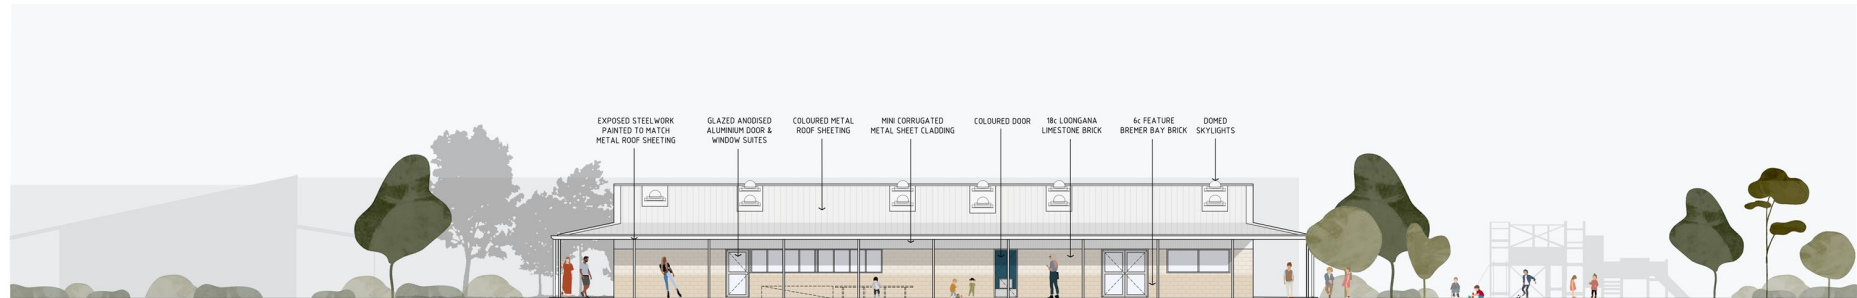 EXPOSED STEELWORK
PAINTED TO MATCH
METAL ROOF SHEETING
GLAZED ANODISED
ALUMINIUM DOOR &
WINDOW SUITES
COLOURED METAL
ROOF SHEETING
MINI CORRUGATED
METAL SHEET CLADDING
COLOURED DOOR
18c LOONGANA
LIMESTONE BRICK
6c FEATURE
BREMER BAY BRICK
DOMED
SKYLIGHTS